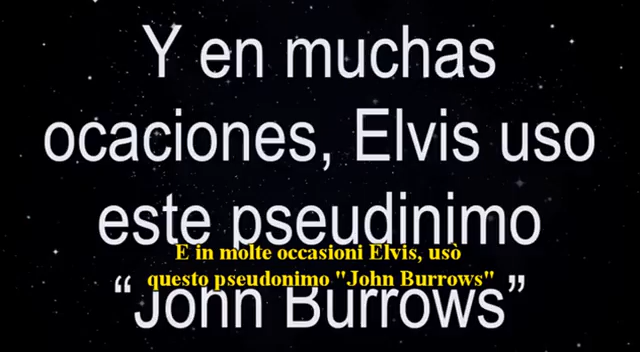 Y en muchas
ocaciones, Elvis uso
este pseudinimo
E in molte occasioni Elvis, usò
questo pseudonimo "John Burrows"
“John Burrows”